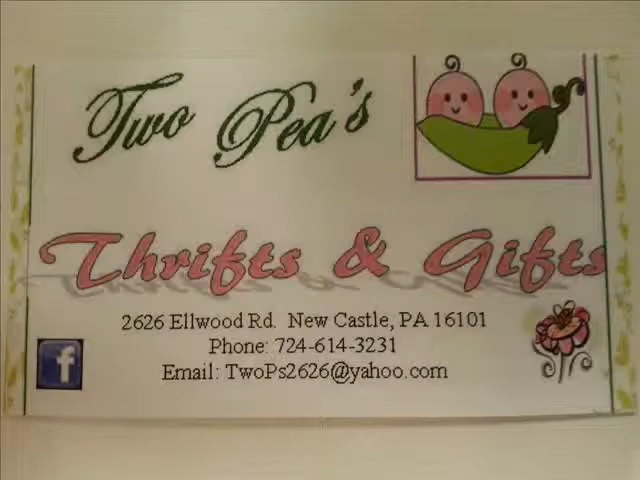 Two Pea's
Thrifts & Gifts
2626 Ellwood Rd. New Castle, PA 16101
Phone: 724-614-3231
Email: TwoPs2626@yahoo.com
f